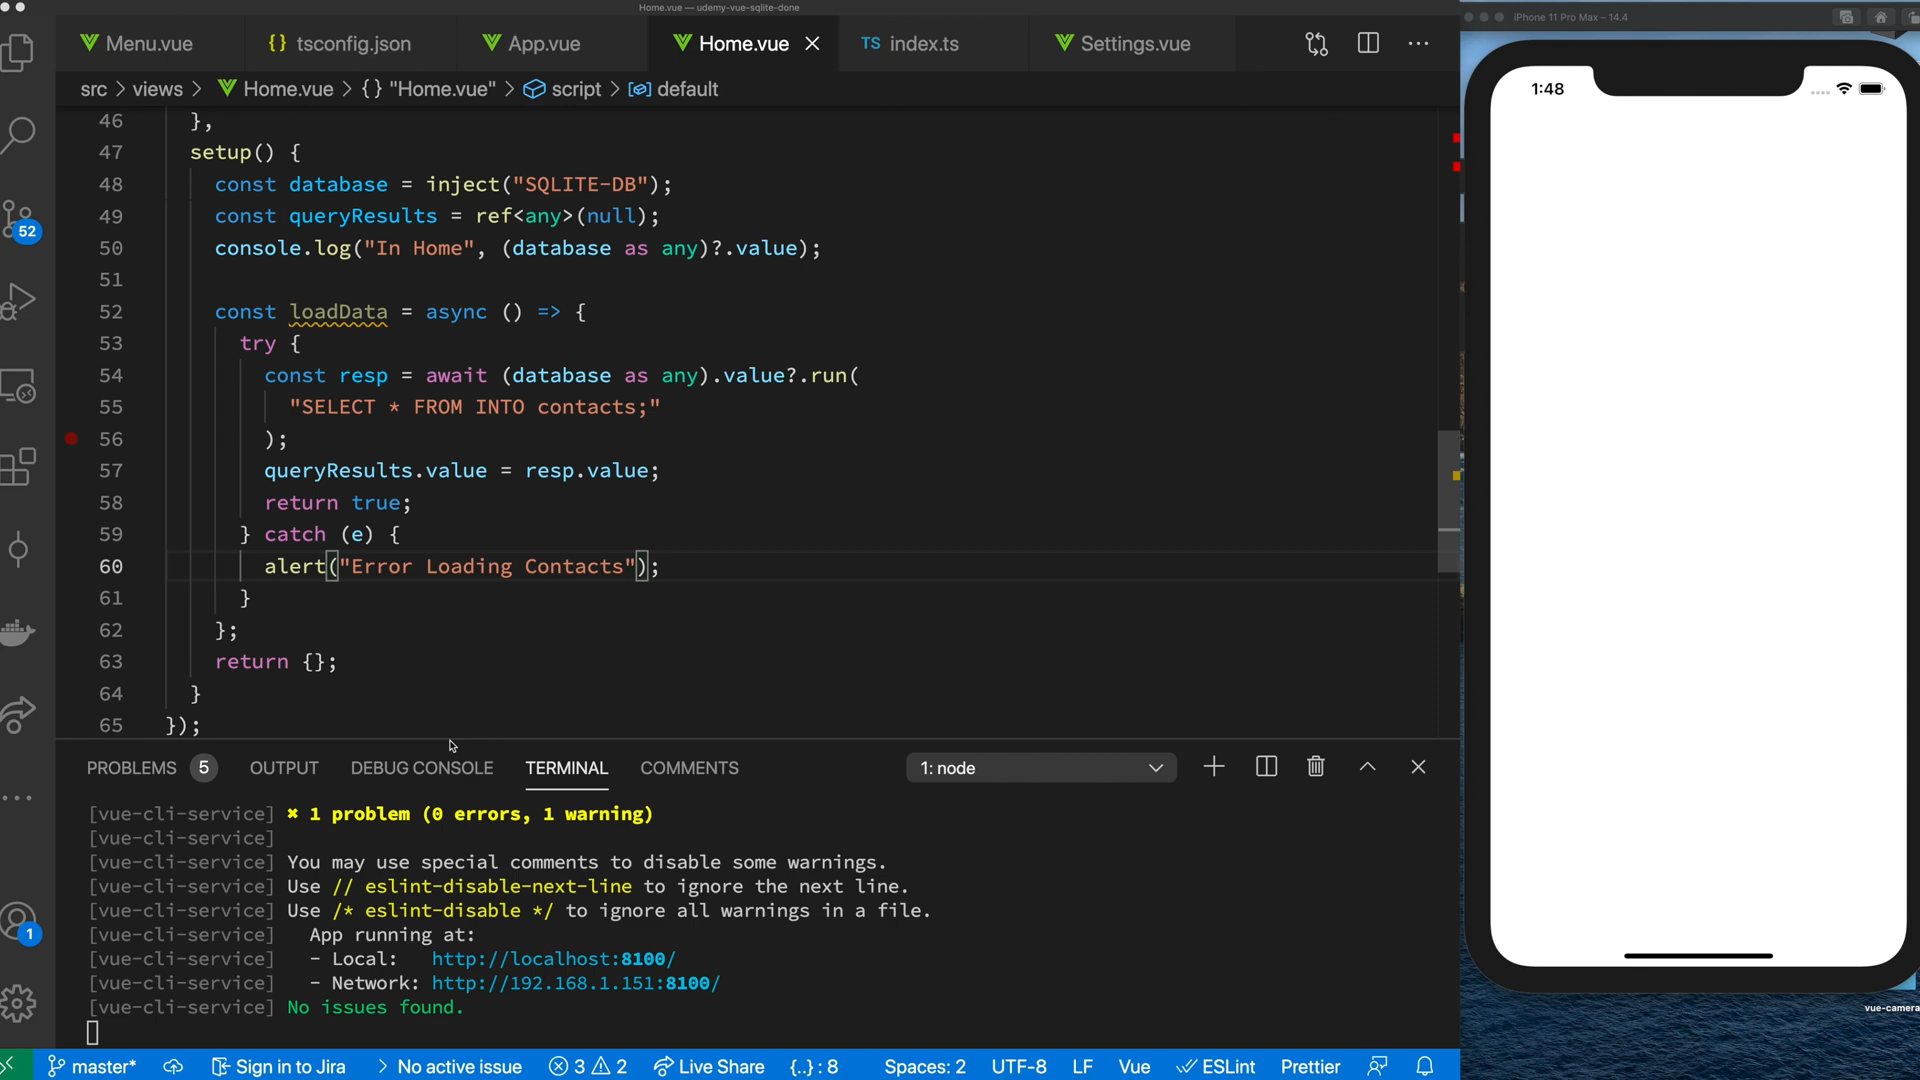 Home.vue — udemy-vue-sqlite-done
Menu.vue
{} tsconfig.json
App.vue
Home.vue
TS index.ts
Settings.vue
src > views > Home.vue > {} "Home.vue" > script > default
46 },
47 setup() {
48 const database = inject("SQLITE-DB");
49 const queryResults = ref<any>(null);
50 console.log("In Home", (database as any)?.value);
51
52 const loadData = async () => {
53 try {
54 const resp = await (database as any).value?.run(
55 "SELECT * FROM INTO contacts;"
56 );
57 queryResults.value = resp.value;
58 return true;
59 } catch (e) {
60 alert("Error Loading Contacts");
61 }
62 };
63 return {};
64 }
65 });
52
1
PROBLEMS 5 OUTPUT DEBUG CONSOLE TERMINAL COMMENTS 1: node
[vue-cli-service] ✖ 1 problem (0 errors, 1 warning)
[vue-cli-service]
[vue-cli-service] You may use special comments to disable some warnings.
[vue-cli-service] Use // eslint-disable-next-line to ignore the next line.
[vue-cli-service] Use /* eslint-disable */ to ignore all warnings in a file.
[vue-cli-service] App running at:
[vue-cli-service] - Local: http://localhost:8100/
[vue-cli-service] - Network: http://192.168.1.151:8100/
[vue-cli-service] No issues found.
master* Sign in to Jira > No active issue 3 2 Live Share {..} : 8 Spaces: 2 UTF-8 LF Vue ESLint Prettier
iPhone 11 Pro Max – 14.4
1:48
vue-camera